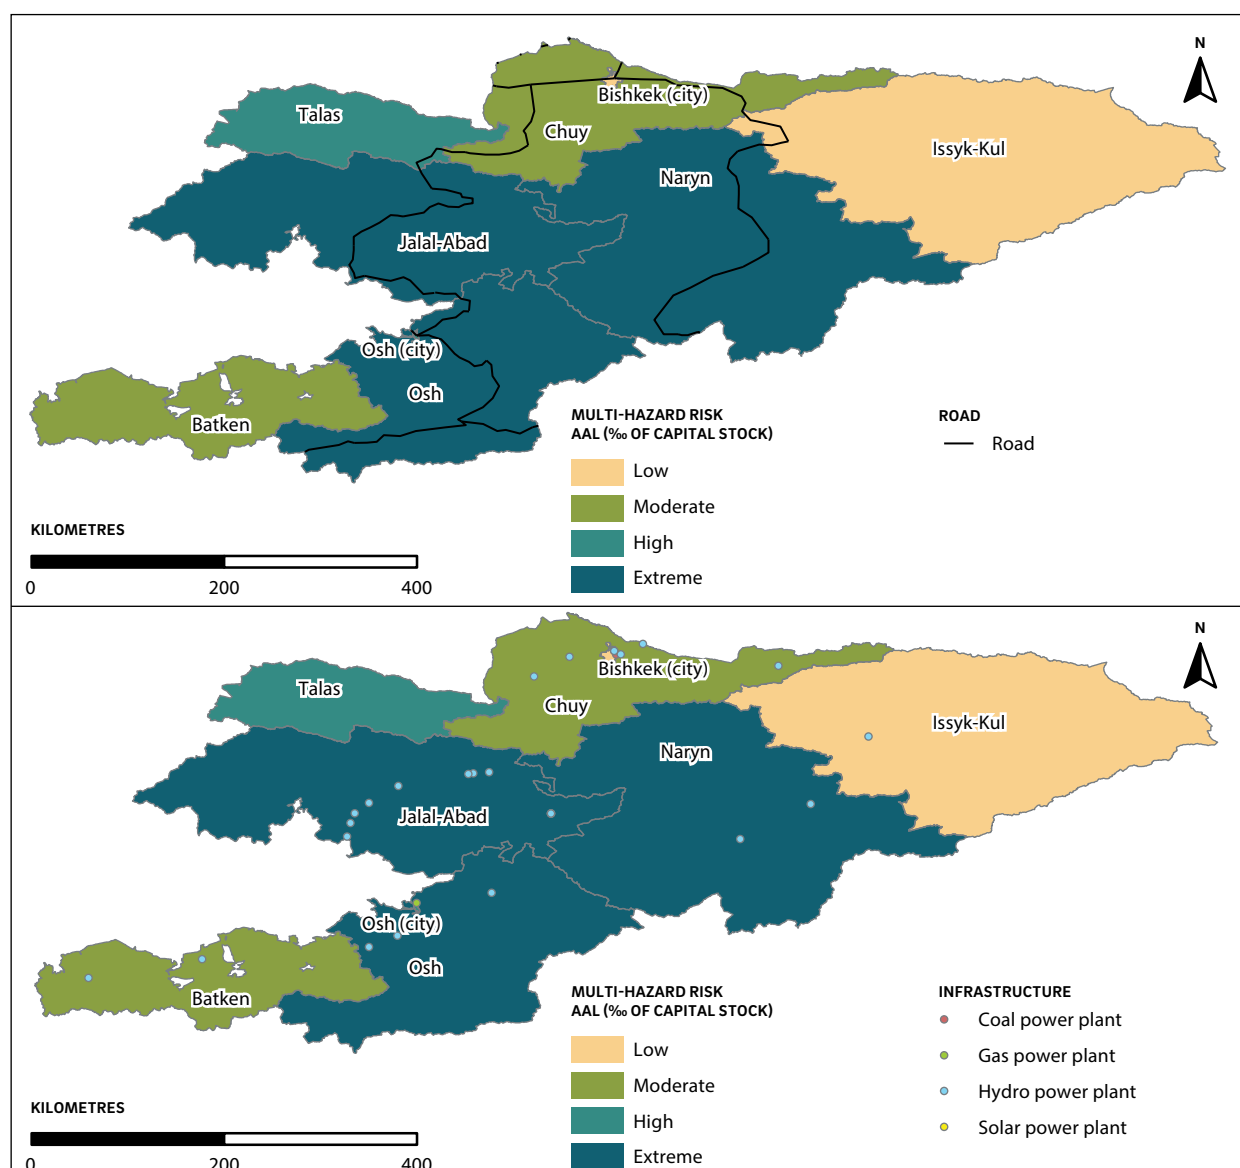 N
Talas
Bishkek (city)
Chuy
Issyk-Kul
Naryn
Jalal-Abad
Osh (city)
Osh
Batken
MULTI-HAZARD RISK
AAL (‰ OF CAPITAL STOCK)
Low
Moderate
High
Extreme
ROAD
Road
KILOMETRES
0 200 400
N
Talas
Bishkek (city)
Chuy
Issyk-Kul
Naryn
Jalal-Abad
Osh (city)
Osh
Batken
MULTI-HAZARD RISK
AAL (‰ OF CAPITAL STOCK)
Low
Moderate
High
Extreme
INFRASTRUCTURE
Coal power plant
Gas power plant
Hydro power plant
Solar power plant
KILOMETRES
0 200 400